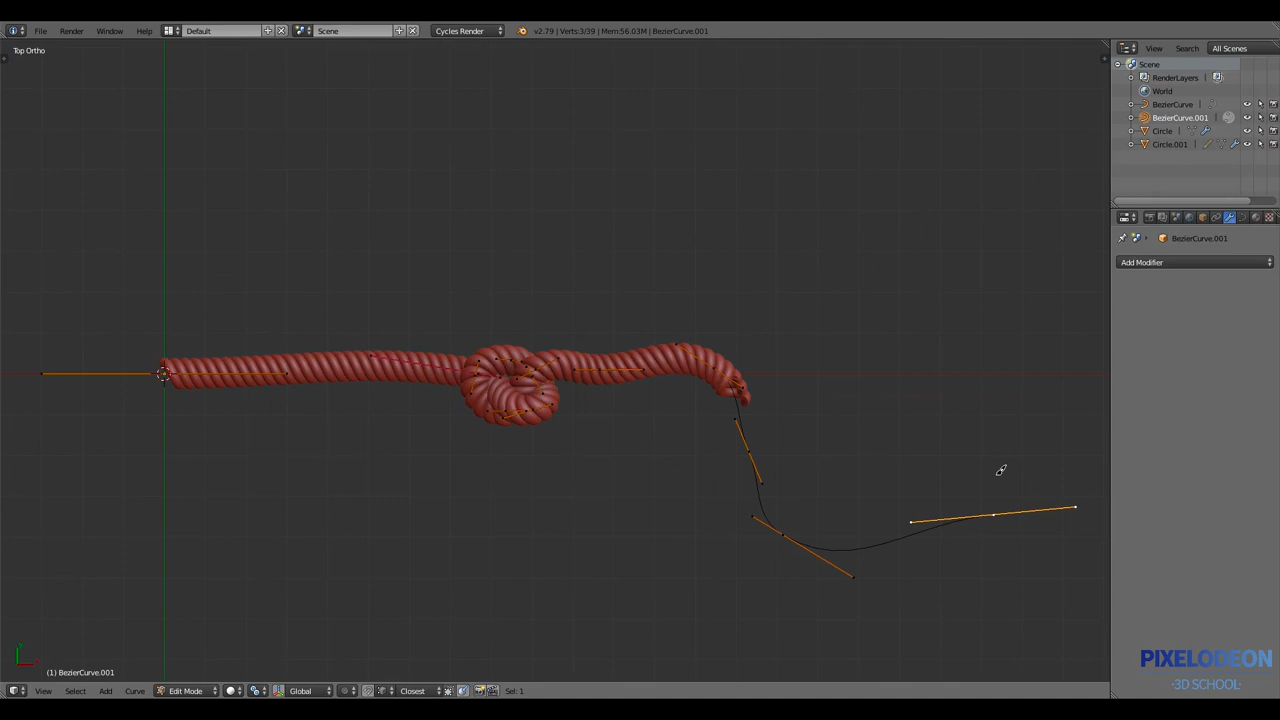 File Render Window Help Default Scene Cycles Render v2.79 | Verts:3/39 | Mem:56.03M | BezierCurve.001
Top Ortho
View Search All Scenes
Scene
RenderLayers
World
BezierCurve
BezierCurve.001
Circle
Circle.001
BezierCurve.001
Add Modifier
(1) BezierCurve.001
View Select Add Curve Edit Mode Global Closest Sel: 1
PIXELODEON
·3D SCHOOL·